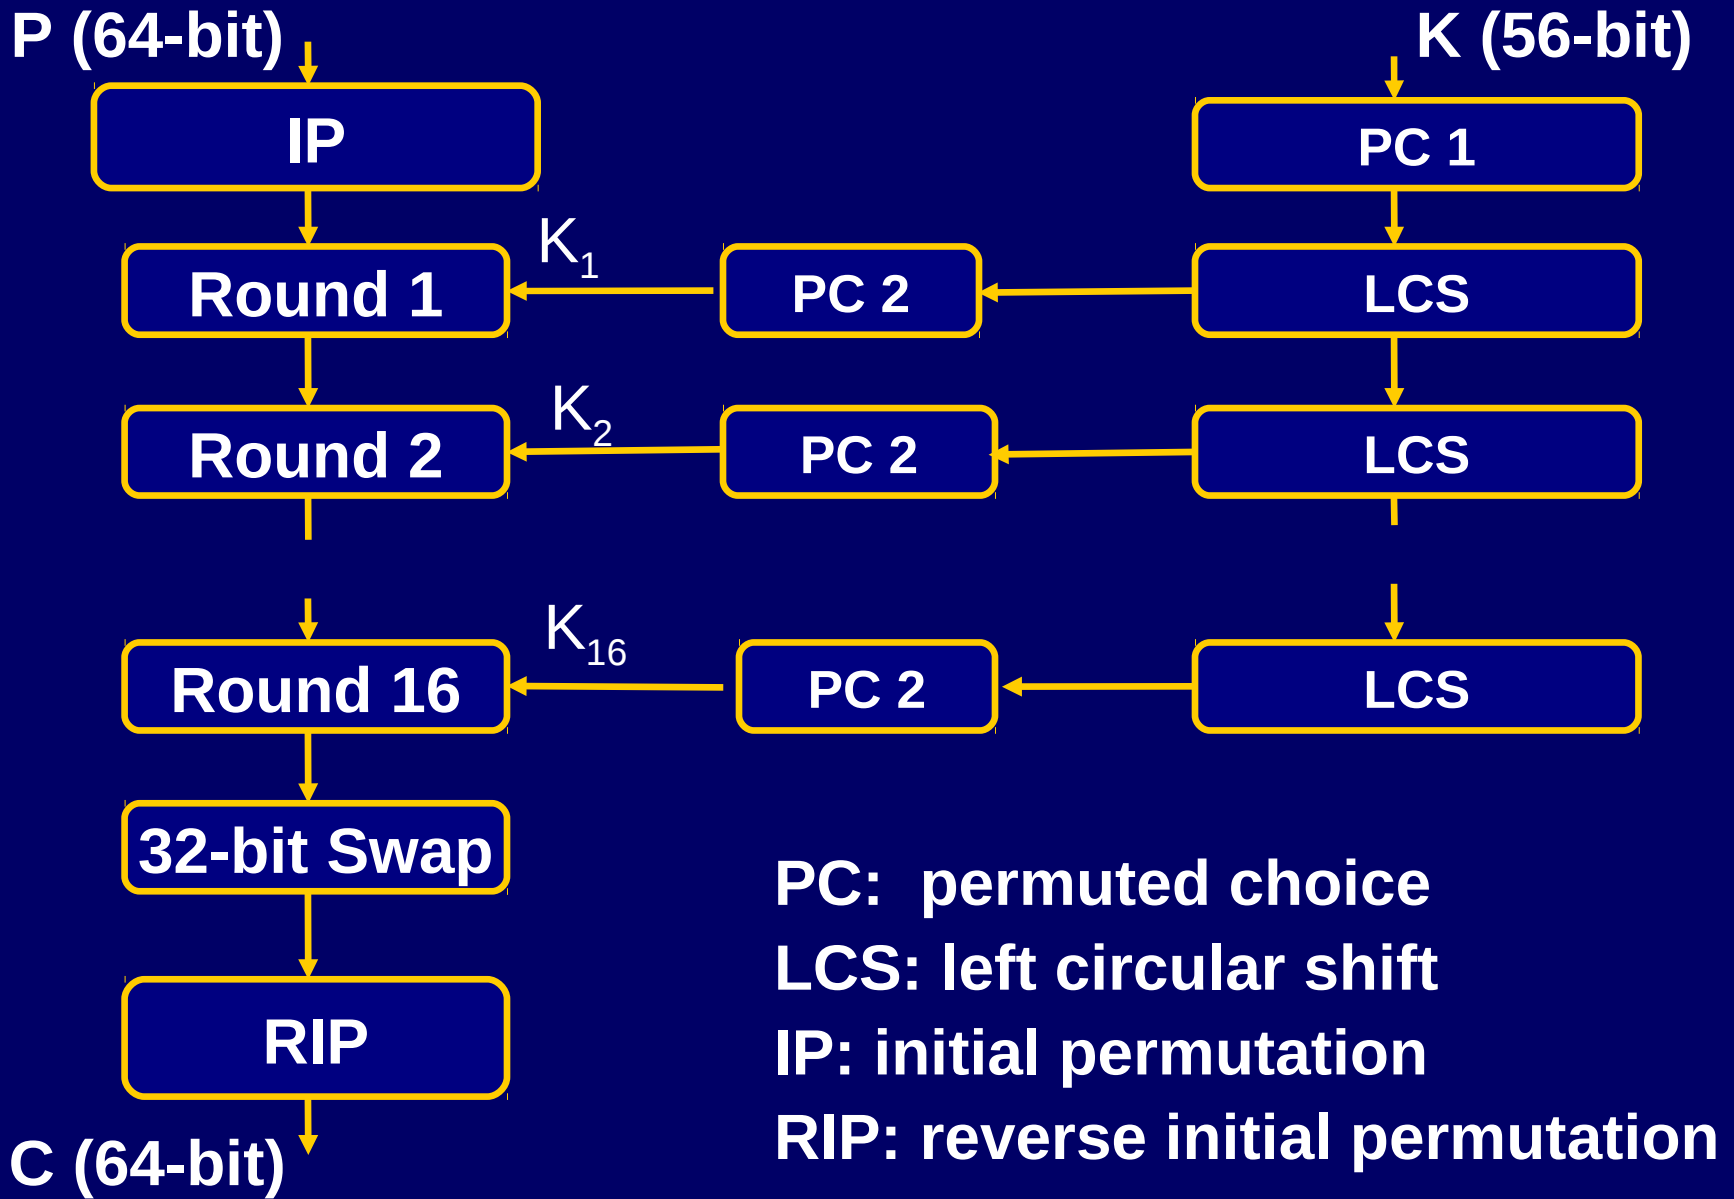 P (64-bit)
K (56-bit)
IP
PC 1
K1
Round 1
PC 2
LCS
K2
Round 2
PC 2
LCS
K16
Round 16
PC 2
LCS
32-bit Swap
PC: permuted choice
LCS: left circular shift
RIP
IP: initial permutation
RIP: reverse initial permutation
C (64-bit)